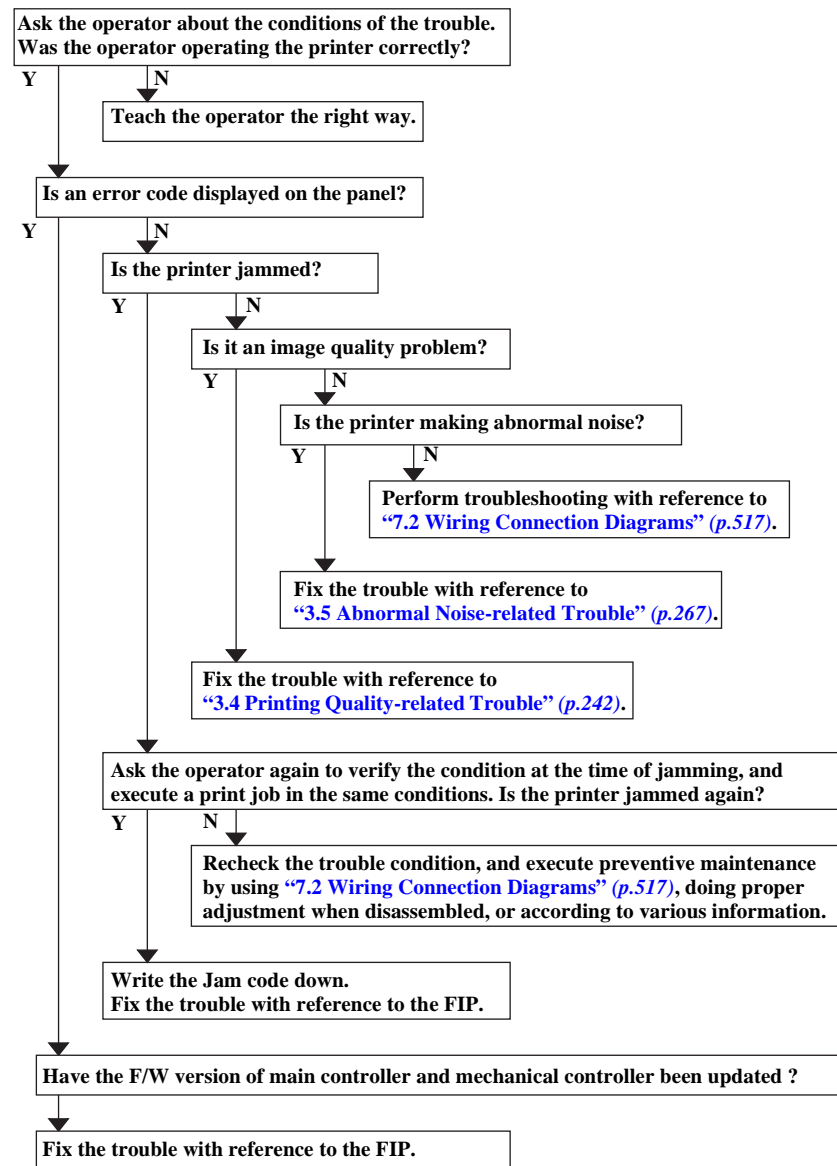 Ask the operator about the conditions of the trouble.
Was the operator operating the printer correctly?
Y
N
Teach the operator the right way.
Is an error code displayed on the panel?
Y
N
Is the printer jammed?
Y
N
Is it an image quality problem?
Y
N
Is the printer making abnormal noise?
Y
N
Perform troubleshooting with reference to
“7.2 Wiring Connection Diagrams” (p.517).
Fix the trouble with reference to
“3.5 Abnormal Noise-related Trouble” (p.267).
Fix the trouble with reference to
“3.4 Printing Quality-related Trouble” (p.242).
Ask the operator again to verify the condition at the time of jamming, and
execute a print job in the same conditions. Is the printer jammed again?
Y
N
Recheck the trouble condition, and execute preventive maintenance
by using “7.2 Wiring Connection Diagrams” (p.517), doing proper
adjustment when disassembled, or according to various information.
Write the Jam code down.
Fix the trouble with reference to the FIP.
Have the F/W version of main controller and mechanical controller been updated ?
Fix the trouble with reference to the FIP.